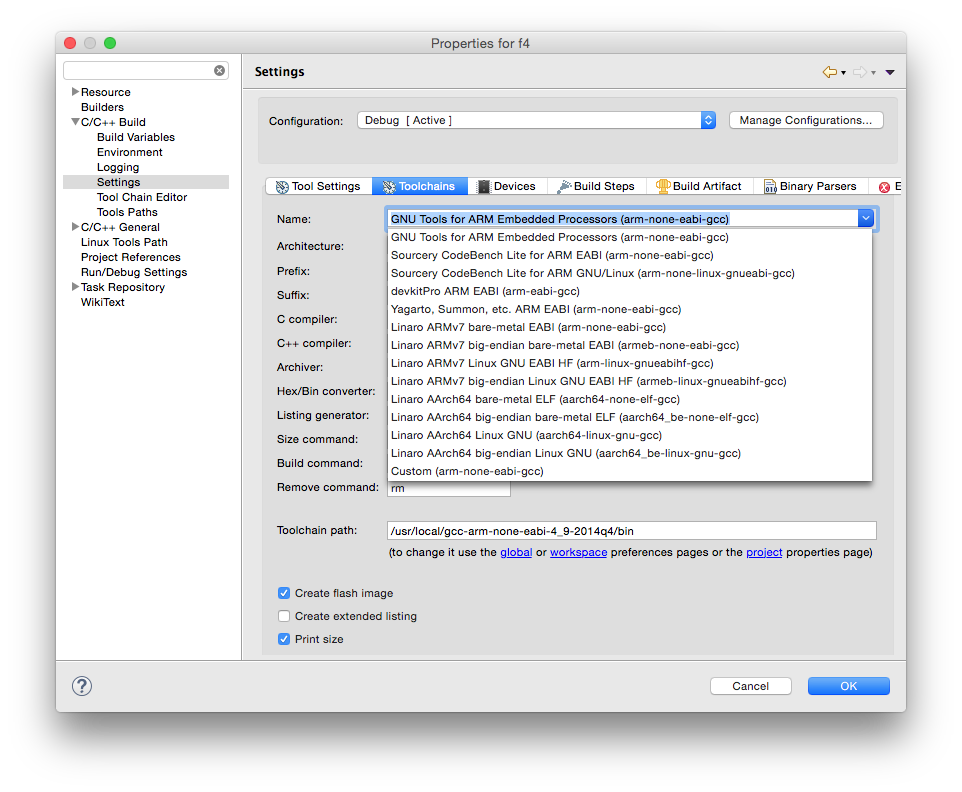 Properties for f4
Settings
Resource
Builders
C/C++ Build
Build Variables
Environment
Logging
Settings
Tool Chain Editor
Tools Paths
C/C++ General
Linux Tools Path
Project References
Run/Debug Settings
Task Repository
WikiText
Configuration: Debug [ Active ] Manage Configurations...
Tool Settings Toolchains Devices Build Steps Build Artifact Binary Parsers E
Name: GNU Tools for ARM Embedded Processors (arm-none-eabi-gcc)
GNU Tools for ARM Embedded Processors (arm-none-eabi-gcc)
Sourcery CodeBench Lite for ARM EABI (arm-none-eabi-gcc)
Sourcery CodeBench Lite for ARM GNU/Linux (arm-none-linux-gnueabi-gcc)
devkitPro ARM EABI (arm-eabi-gcc)
Yagarto, Summon, etc. ARM EABI (arm-none-eabi-gcc)
Linaro ARMv7 bare-metal EABI (arm-none-eabi-gcc)
Linaro ARMv7 big-endian bare-metal EABI (armeb-none-eabi-gcc)
Linaro ARMv7 Linux GNU EABI HF (arm-linux-gnueabihf-gcc)
Linaro ARMv7 big-endian Linux GNU EABI HF (armeb-linux-gnueabihf-gcc)
Linaro AArch64 bare-metal ELF (aarch64-none-elf-gcc)
Linaro AArch64 big-endian bare-metal ELF (aarch64_be-none-elf-gcc)
Linaro AArch64 Linux GNU (aarch64-linux-gnu-gcc)
Linaro AArch64 big-endian Linux GNU (aarch64_be-linux-gnu-gcc)
Custom (arm-none-eabi-gcc)
Architecture:
Prefix:
Suffix:
C compiler:
C++ compiler:
Archiver:
Hex/Bin converter:
Listing generator:
Size command:
Build command:
Remove command: rm
Toolchain path: /usr/local/gcc-arm-none-eabi-4_9-2014q4/bin
(to change it use the global or workspace preferences pages or the project properties page)
Create flash image
Create extended listing
Print size
? Cancel OK